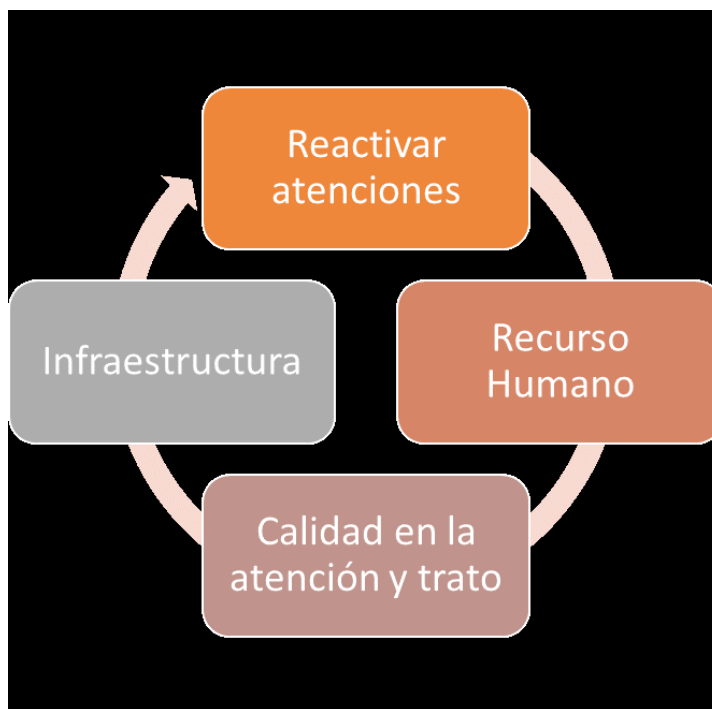 Reactivar
atenciones
Recurso
Humano
Calidad en la
atención y trato
Infraestructura